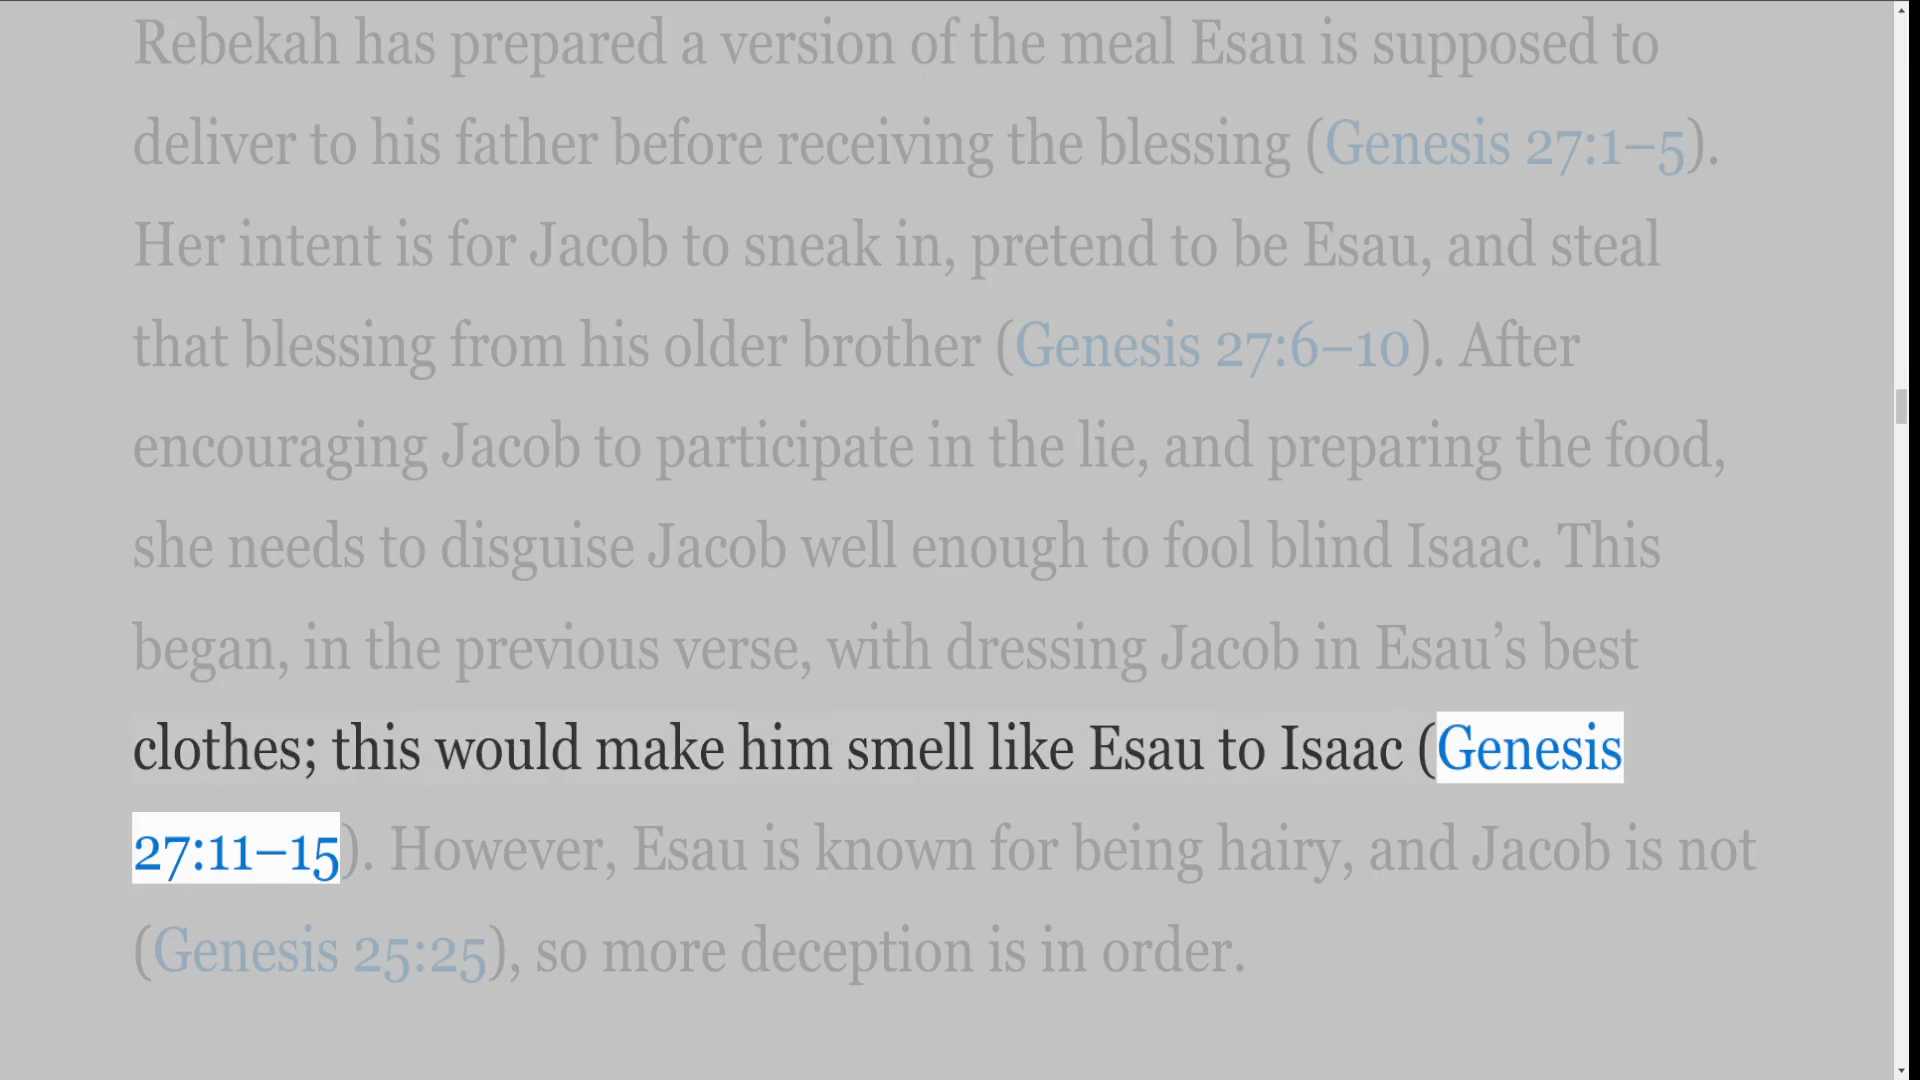 Rebekah has prepared a version of the meal Esau is supposed to
deliver to his father before receiving the blessing (Genesis 27:1–5).
Her intent is for Jacob to sneak in, pretend to be Esau, and steal
that blessing from his older brother (Genesis 27:6–10). After
encouraging Jacob to participate in the lie, and preparing the food,
she needs to disguise Jacob well enough to fool blind Isaac. This
began, in the previous verse, with dressing Jacob in Esau’s best
clothes; this would make him smell like Esau to Isaac (Genesis
27:11–15). However, Esau is known for being hairy, and Jacob is not
(Genesis 25:25), so more deception is in order.